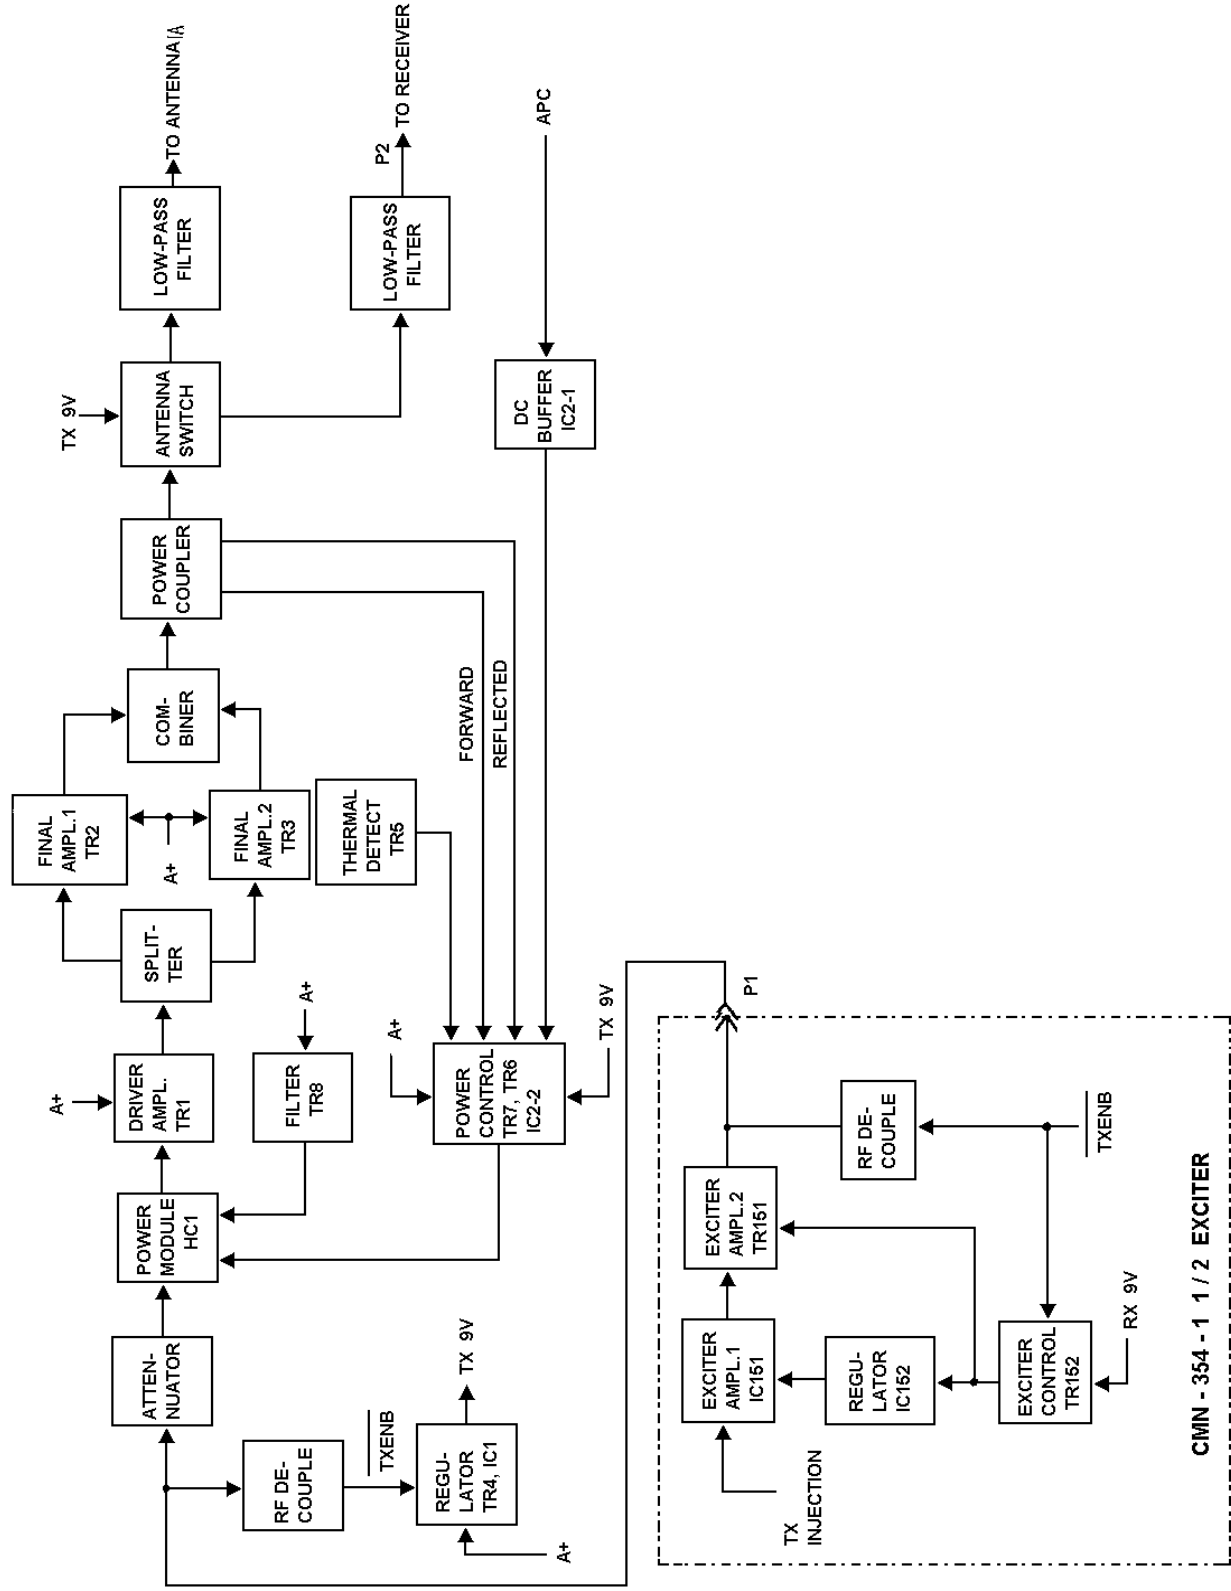 A+
TX 9V
FINAL
AMPL.1
TR2
ATTEN-
NUATOR
POWER
MODULE
HC1
DRIVER
AMPL.
TR1
SPLIT-
TER
A+
COM-
BINER
POWER
COUPLER
ANTENNA
SWITCH
LOW-PASS
FILTER
TO ANTENNA
FINAL
AMPL.2
TR3
RF DE-
COUPLE
FILTER
TR8
A+
THERMAL
DETECT
TR5
TXENB
A+
P2
LOW-PASS
FILTER
TO RECEIVER
A+
REGU-
LATOR
TR4, IC1
TX 9V
POWER
CONTROL
TR7, TR6
IC2-2
FORWARD
REFLECTED
DC
BUFFER
IC2-1
APC
TX 9V
P1
TX
INJECTION
EXCITER
AMPL.1
IC151
EXCITER
AMPL.2
TR151
REGU-
LATOR
IC152
RF DE-
COUPLE
EXCITER
CONTROL
TR152
RX 9V
TXENB
CMN - 354 - 1 1 / 2 EXCITER